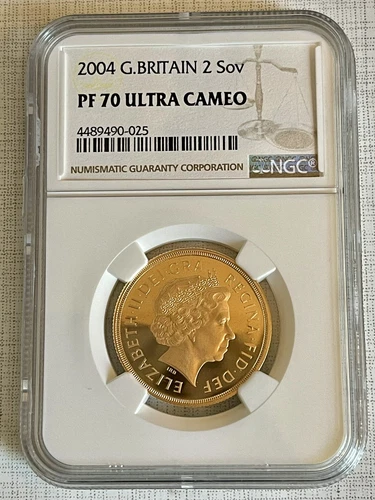 2004 G.BRITAIN 2 Sov
PF 70 ULTRA CAMEO
4489490-025
NUMISMATIC GUARANTY CORPORATION
NGC
ELIZABETH·II·DEI·GRA REGINA·FID·DEF
IRB